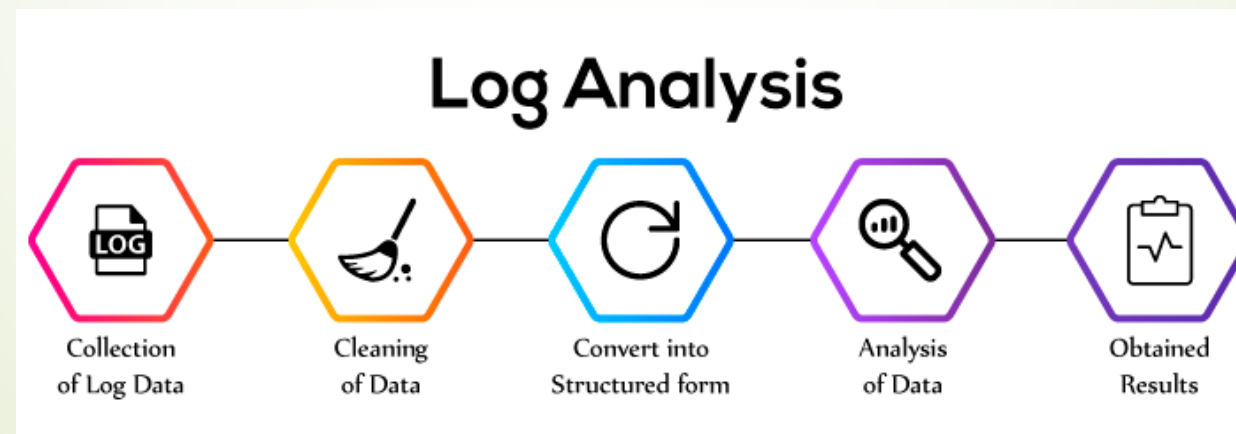 Log Analysis
LOG
Collection
of Log Data
Cleaning
of Data
Convert into
Structured form
Analysis
of Data
Obtained
Results